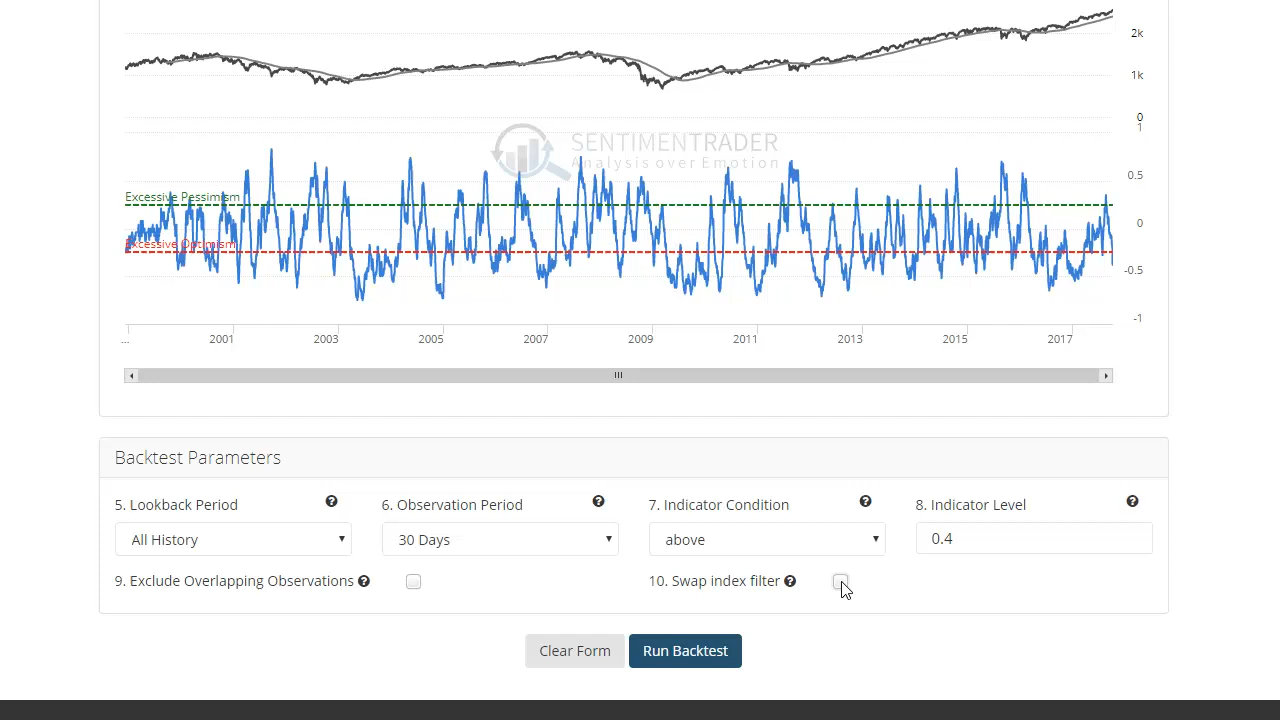 2k
1k
0
1
SENTIMENTRADER
Analysis over Emotion
0.5
Excessive Pessimism
0
Excessive Optimism
-0.5
-1
... 2001 2003 2005 2007 2009 2011 2013 2015 2017
Backtest Parameters
5. Lookback Period 6. Observation Period 7. Indicator Condition 8. Indicator Level
All History 30 Days above 0.4
9. Exclude Overlapping Observations 10. Swap index filter
Clear Form Run Backtest